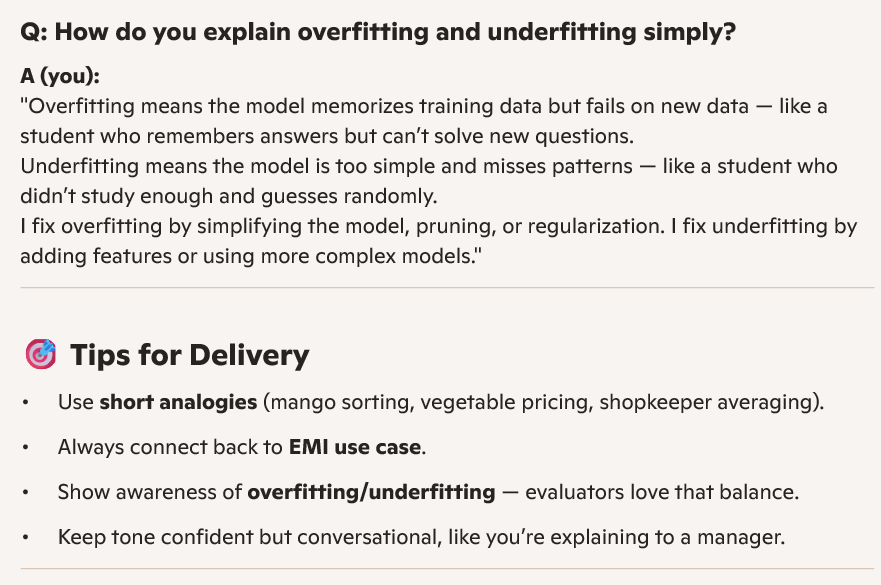 Q: How do you explain overfitting and underfitting simply?
A (you):
"Overfitting means the model memorizes training data but fails on new data — like a
student who remembers answers but can’t solve new questions.
Underfitting means the model is too simple and misses patterns — like a student who
didn’t study enough and guesses randomly.
I fix overfitting by simplifying the model, pruning, or regularization. I fix underfitting by
adding features or using more complex models."
🎯 Tips for Delivery
• Use short analogies (mango sorting, vegetable pricing, shopkeeper averaging).
• Always connect back to EMI use case.
• Show awareness of overfitting/underfitting — evaluators love that balance.
• Keep tone confident but conversational, like you’re explaining to a manager.